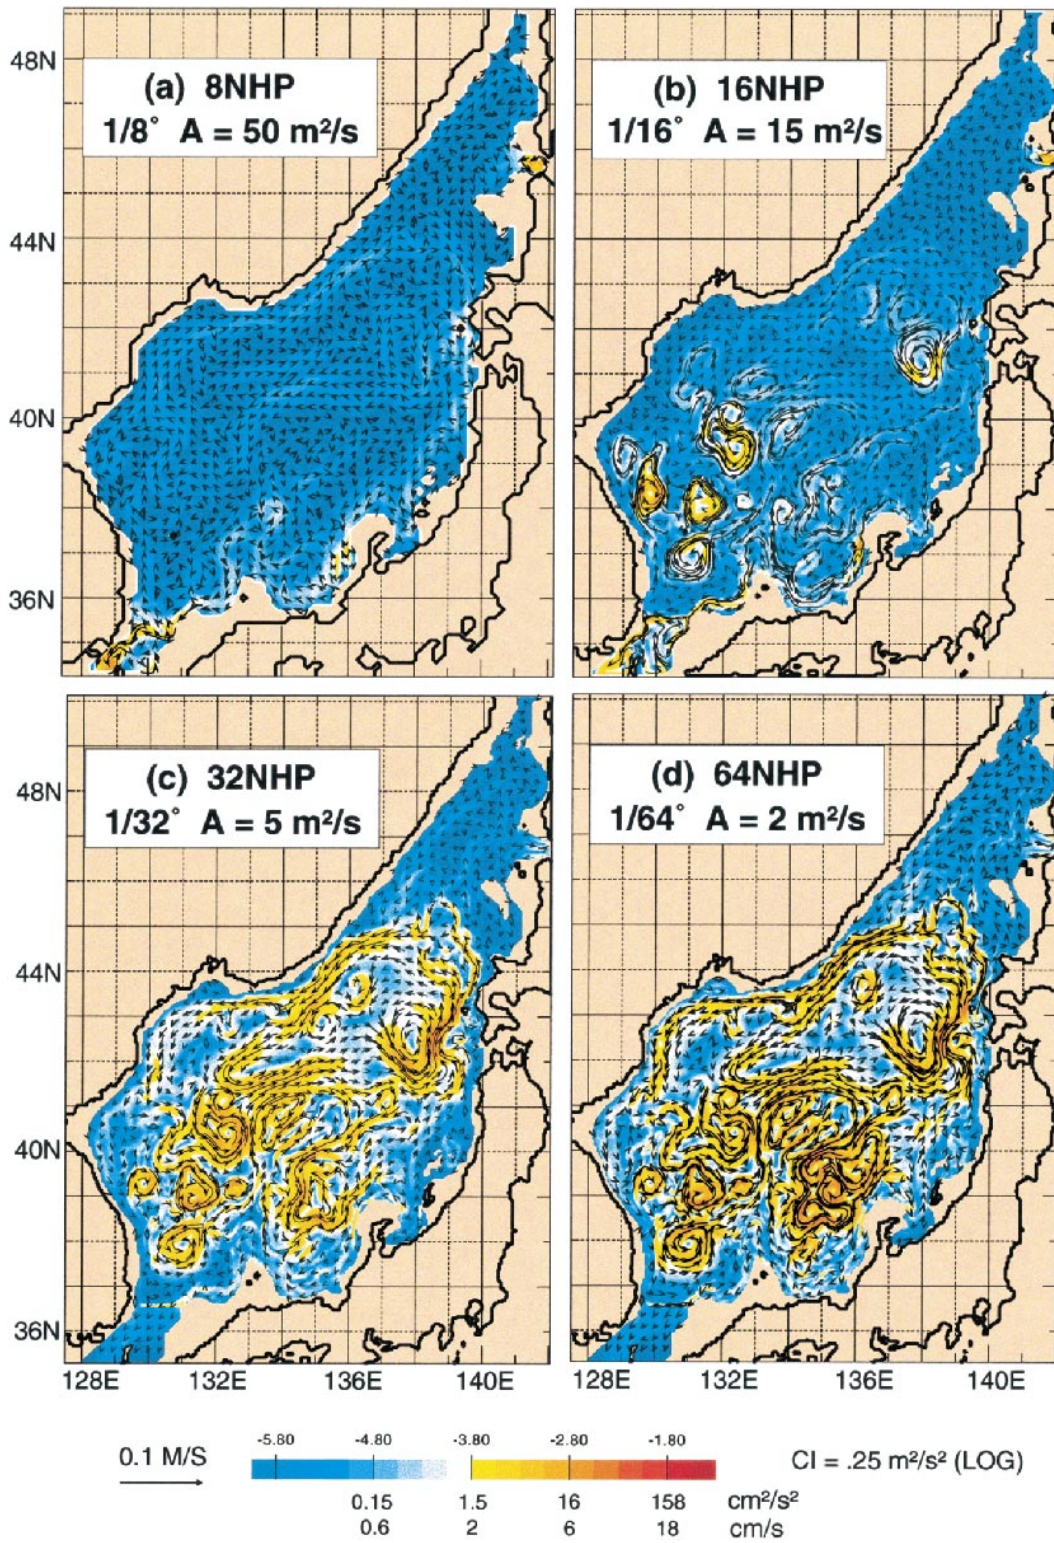 48N
(a) 8NHP
1/8° A = 50 m²/s
(b) 16NHP
1/16° A = 15 m²/s
44N
40N
36N
(c) 32NHP
1/32° A = 5 m²/s
(d) 64NHP
1/64° A = 2 m²/s
48N
44N
40N
36N
128E 132E 136E 140E 128E 132E 136E 140E
0.1 M/S
-5.80 -4.80 -3.80 -2.80 -1.80
CI = .25 m²/s² (LOG)
0.15 1.5 16 158 cm²/s²
0.6 2 6 18 cm/s